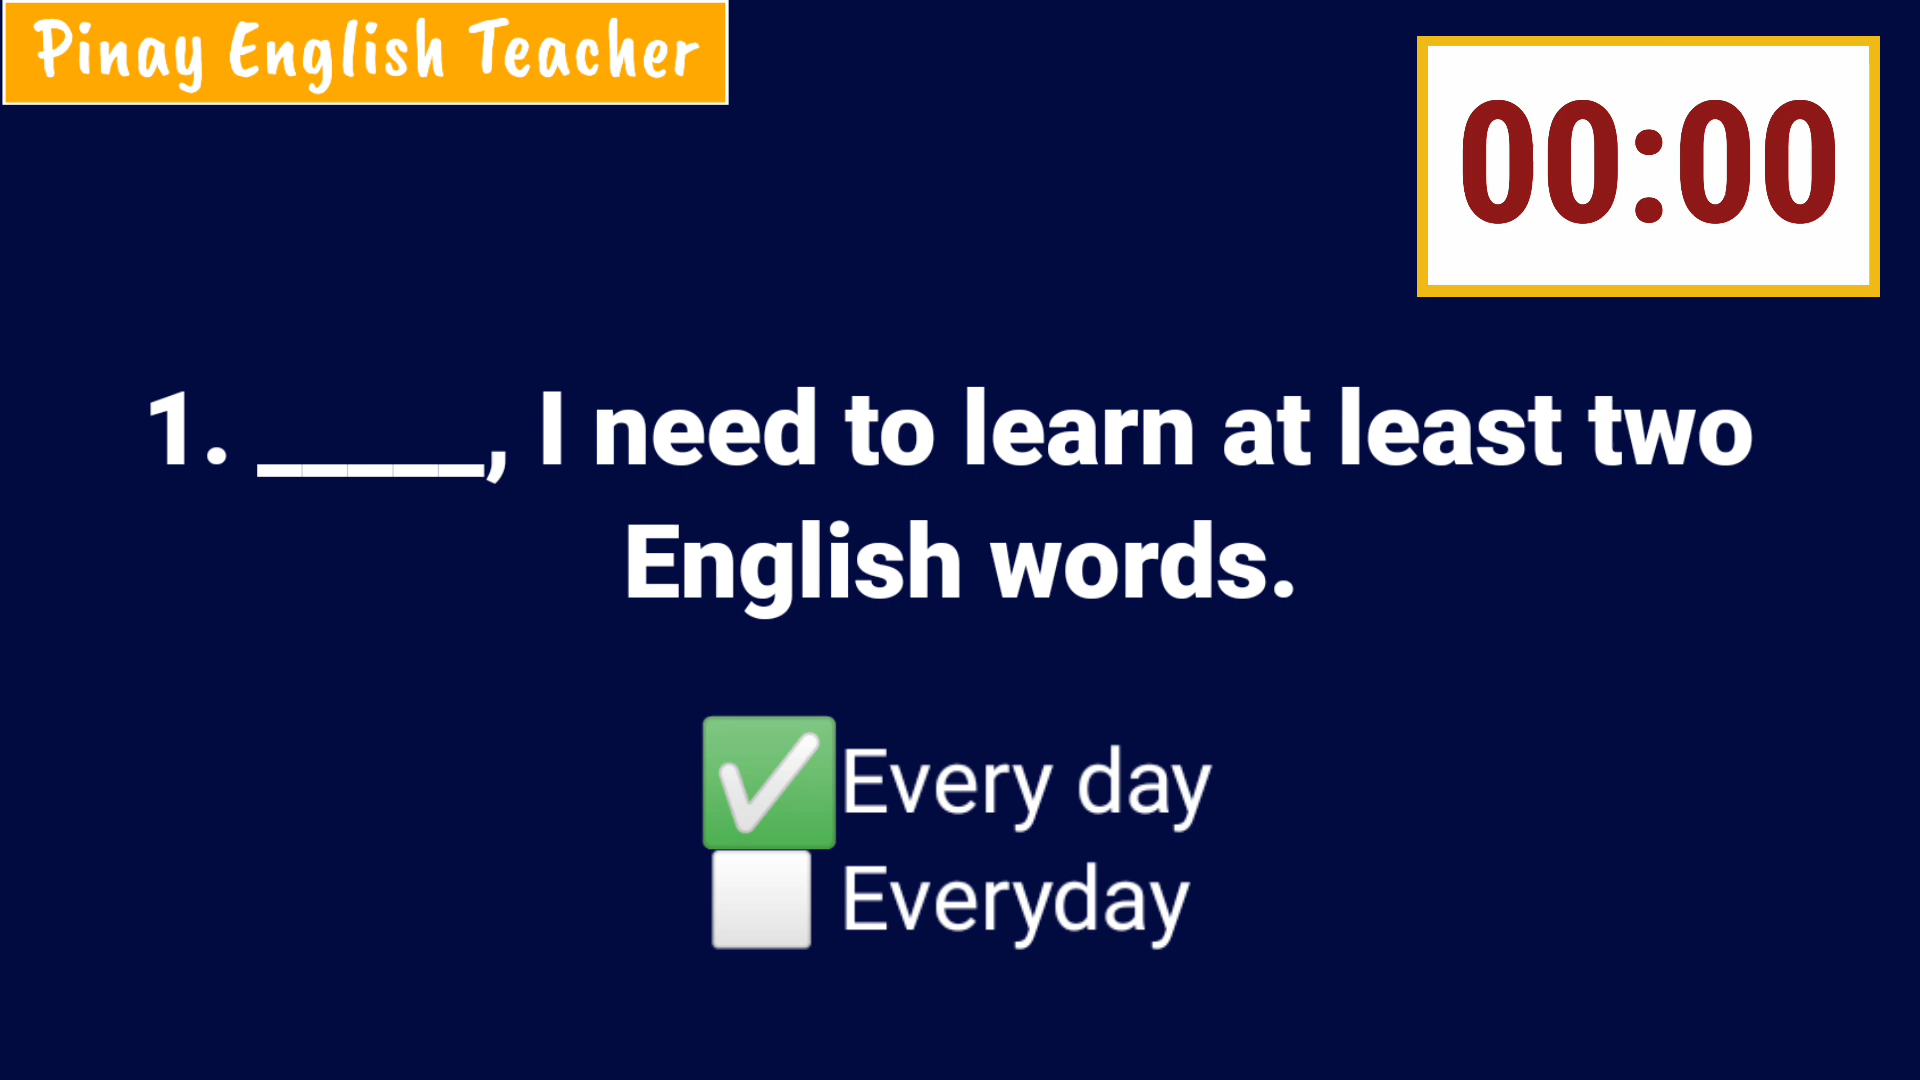 Pinay English Teacher
00:00
1. _____, I need to learn at least two
English words.
✅Every day
⬜ Everyday